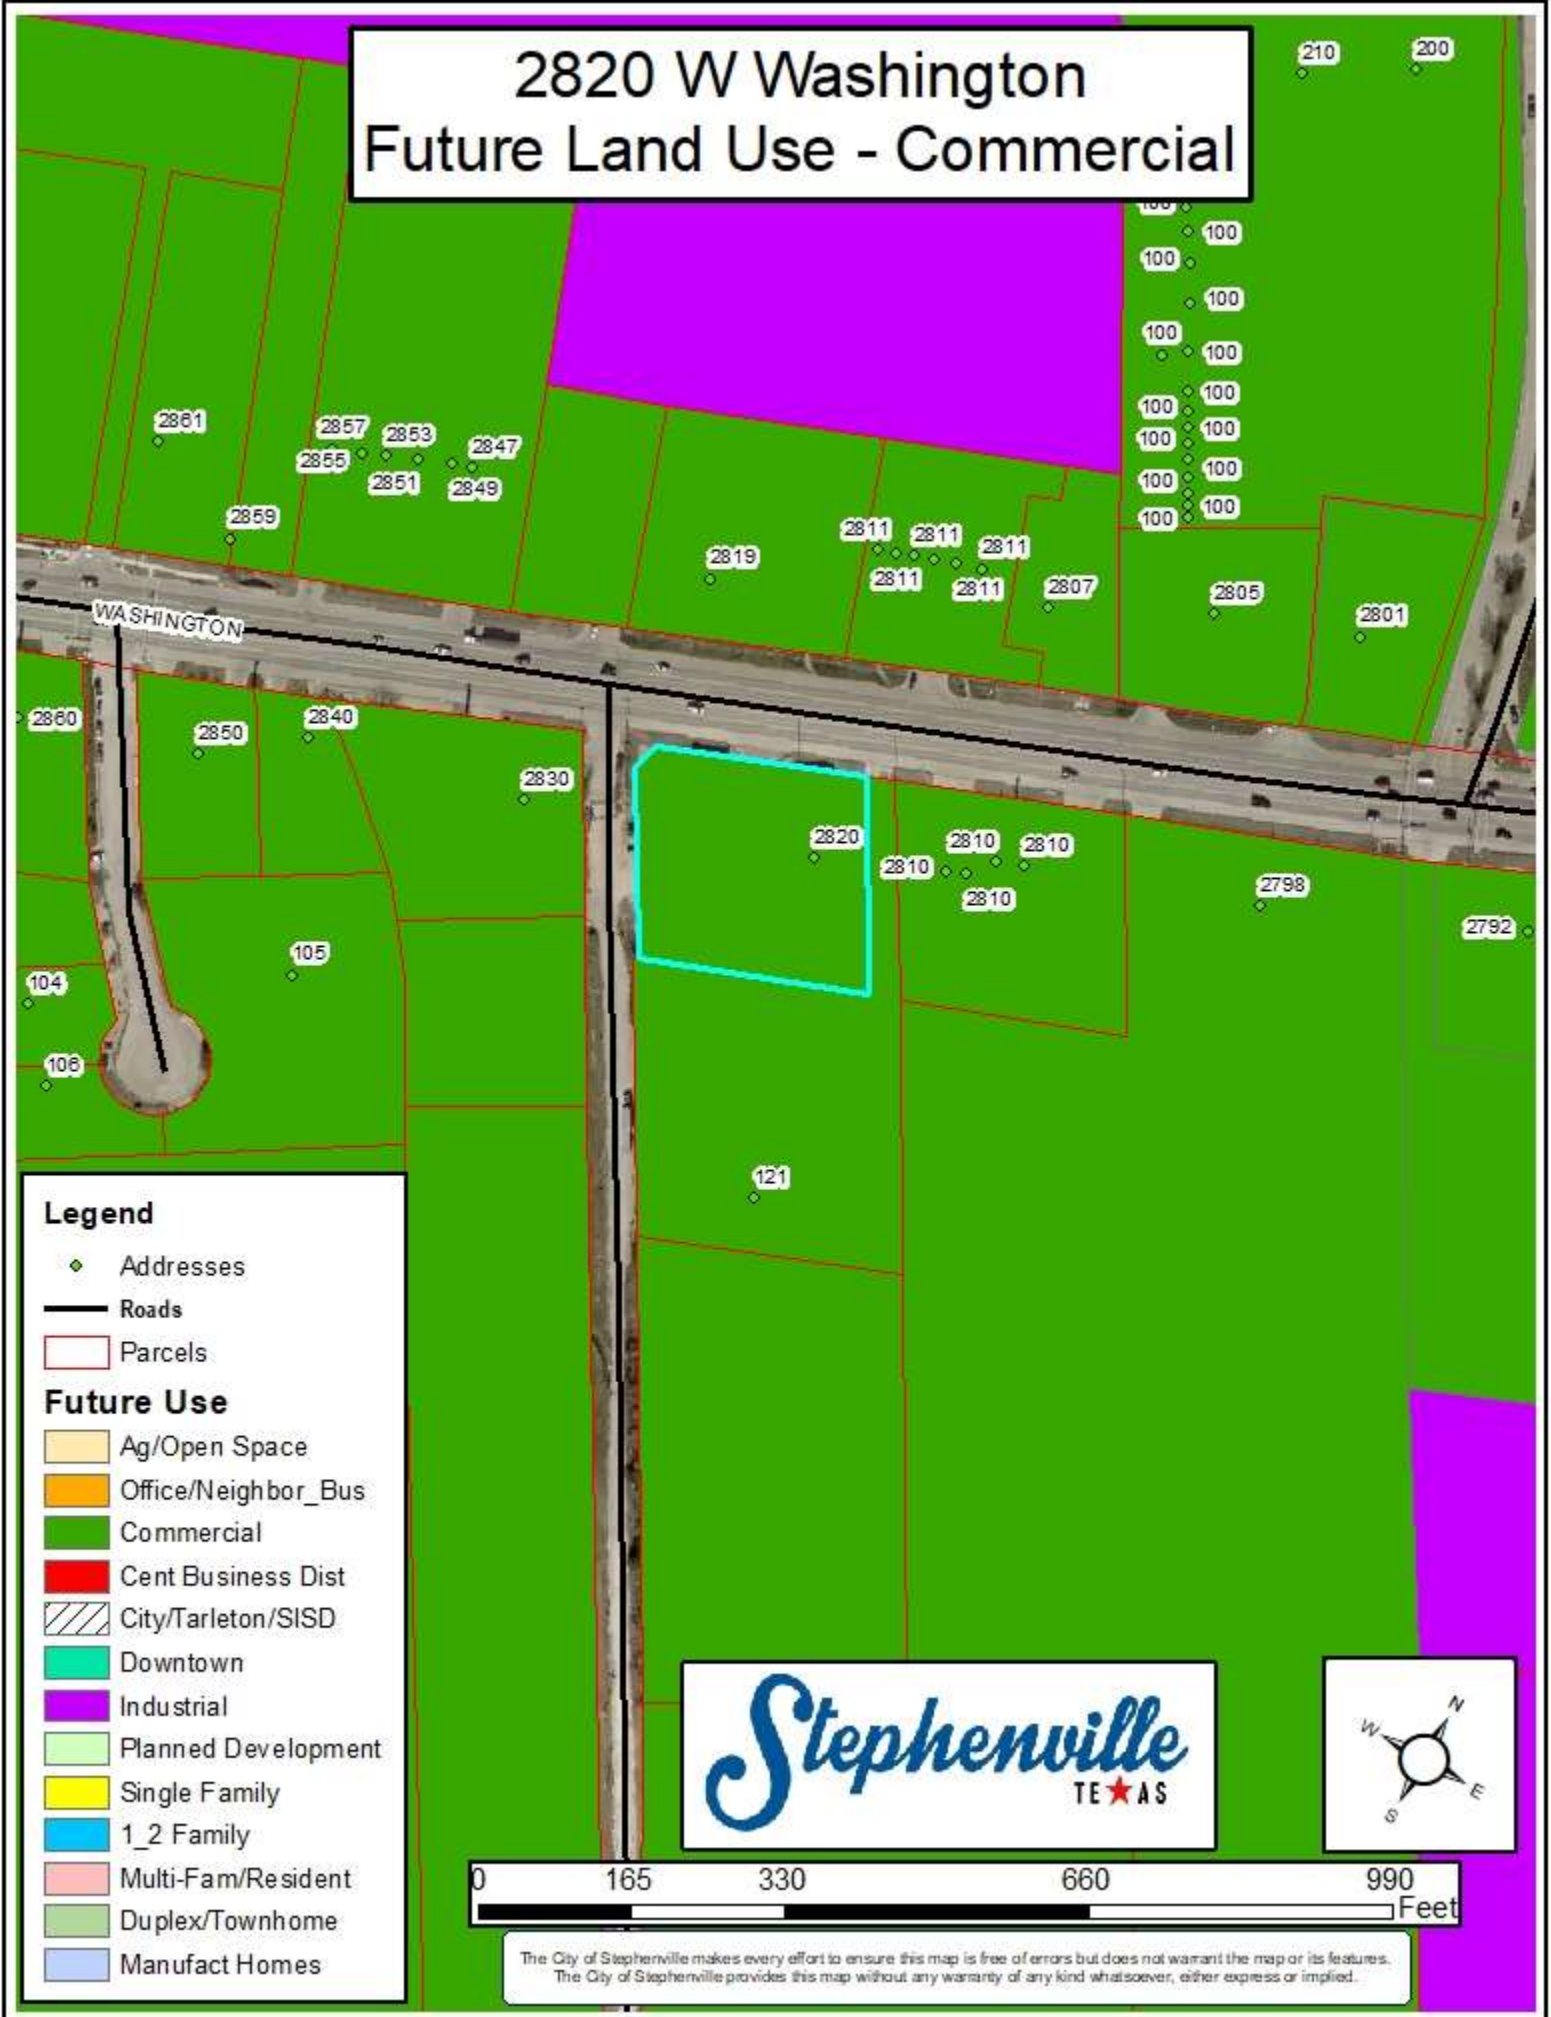 2820 W Washington
Future Land Use - Commercial
210
200
100
100
100
100
100
100
100
100
100
100
100
100
100
100
2861
2857
2853
2847
2855
2851
2849
2859
2811
2811
2811
2811
2811
2819
2807
2805
2801
WASHINGTON
2860
2850
2840
2830
2820
2810
2810
2810
2810
2798
2792
105
104
106
121
Legend
Addresses
Roads
Parcels
Future Use
Ag/Open Space
Office/Neighbor_Bus
Commercial
Cent Business Dist
City/Tarleton/SISD
Downtown
Industrial
Planned Development
Single Family
1_2 Family
Multi-Fam/Resident
Duplex/Townhome
Manufact Homes
Stephenville
TEXAS
N
W
E
S
0 165 330 660 990
Feet
The City of Stephenville makes every effort to ensure this map is free of errors but does not warrant the map or its features.
The City of Stephenville provides this map without any warranty of any kind whatsoever, either express or implied.